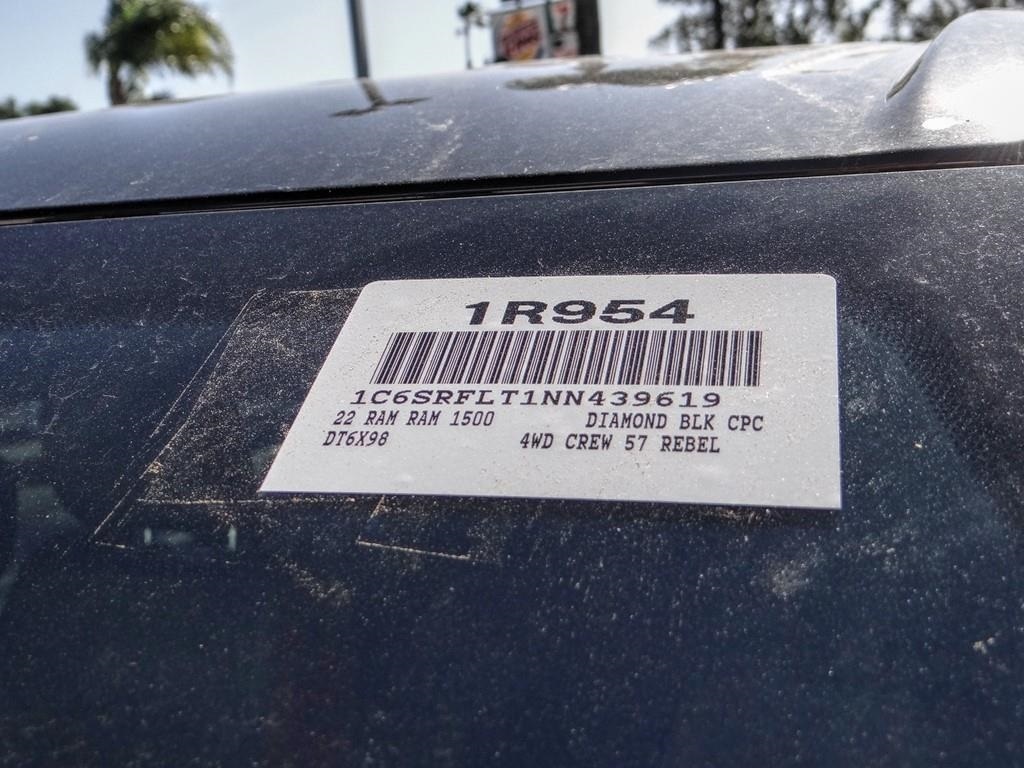 1R954
1C6SRFLT1NN439619
22 RAM RAM 1500 DIAMOND BLK CPC
DT6X98 4WD CREW 57 REBEL